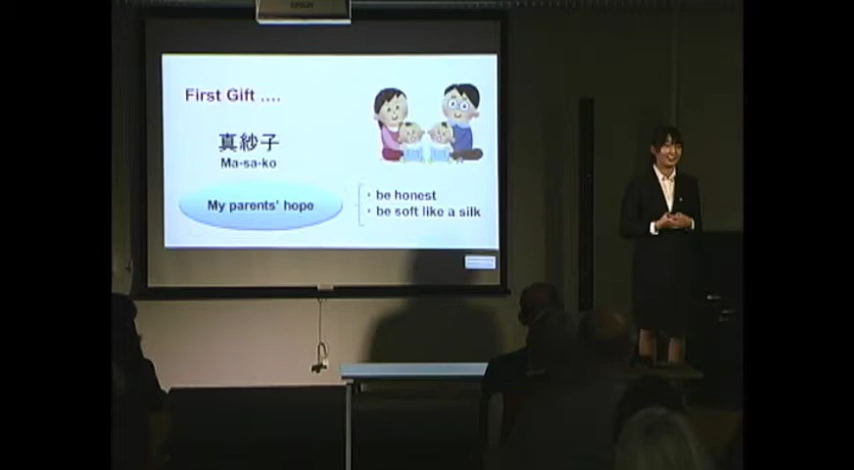 First Gift ....
真紗子
Ma-sa-ko
My parents' hope
・be honest
・be soft like a silk